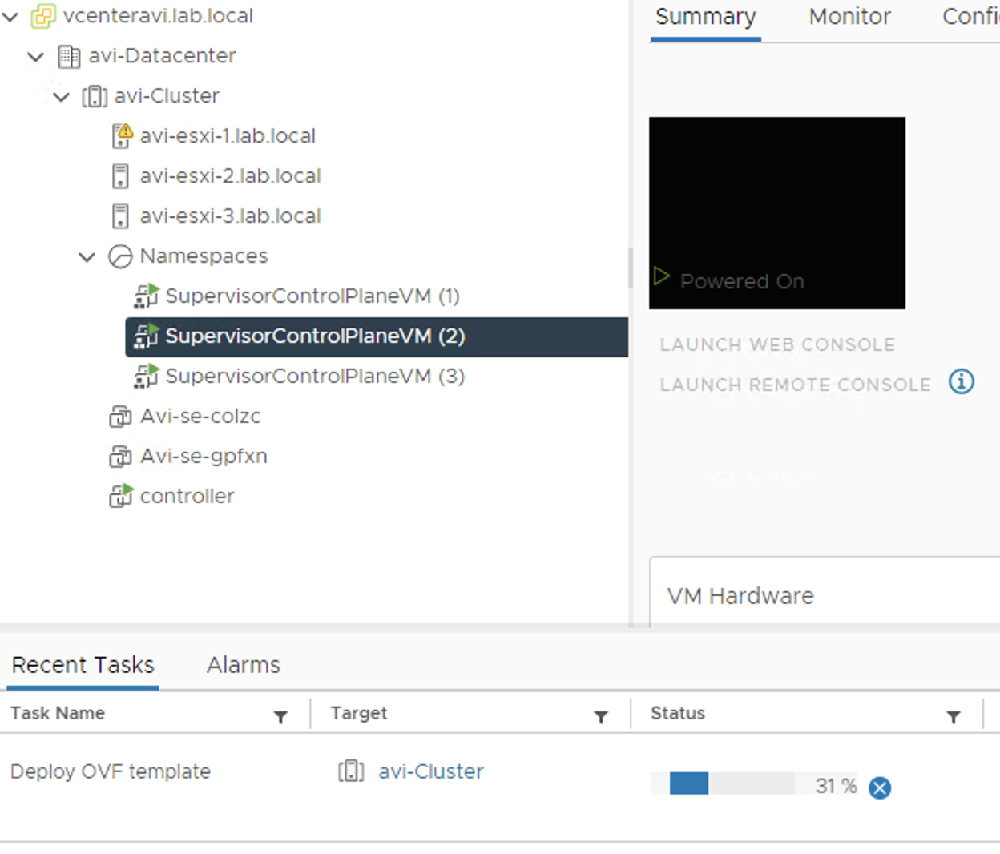 vcenteravi.lab.local
avi-Datacenter
avi-Cluster
avi-esxi-1.lab.local
avi-esxi-2.lab.local
avi-esxi-3.lab.local
Namespaces
SupervisorControlPlaneVM (1)
SupervisorControlPlaneVM (2)
SupervisorControlPlaneVM (3)
Avi-se-colzc
Avi-se-gpfxn
controller
Summary Monitor Confi
Powered On
LAUNCH WEB CONSOLE
LAUNCH REMOTE CONSOLE
VM Hardware
Recent Tasks Alarms
Task Name Target Status
Deploy OVF template avi-Cluster 31 %